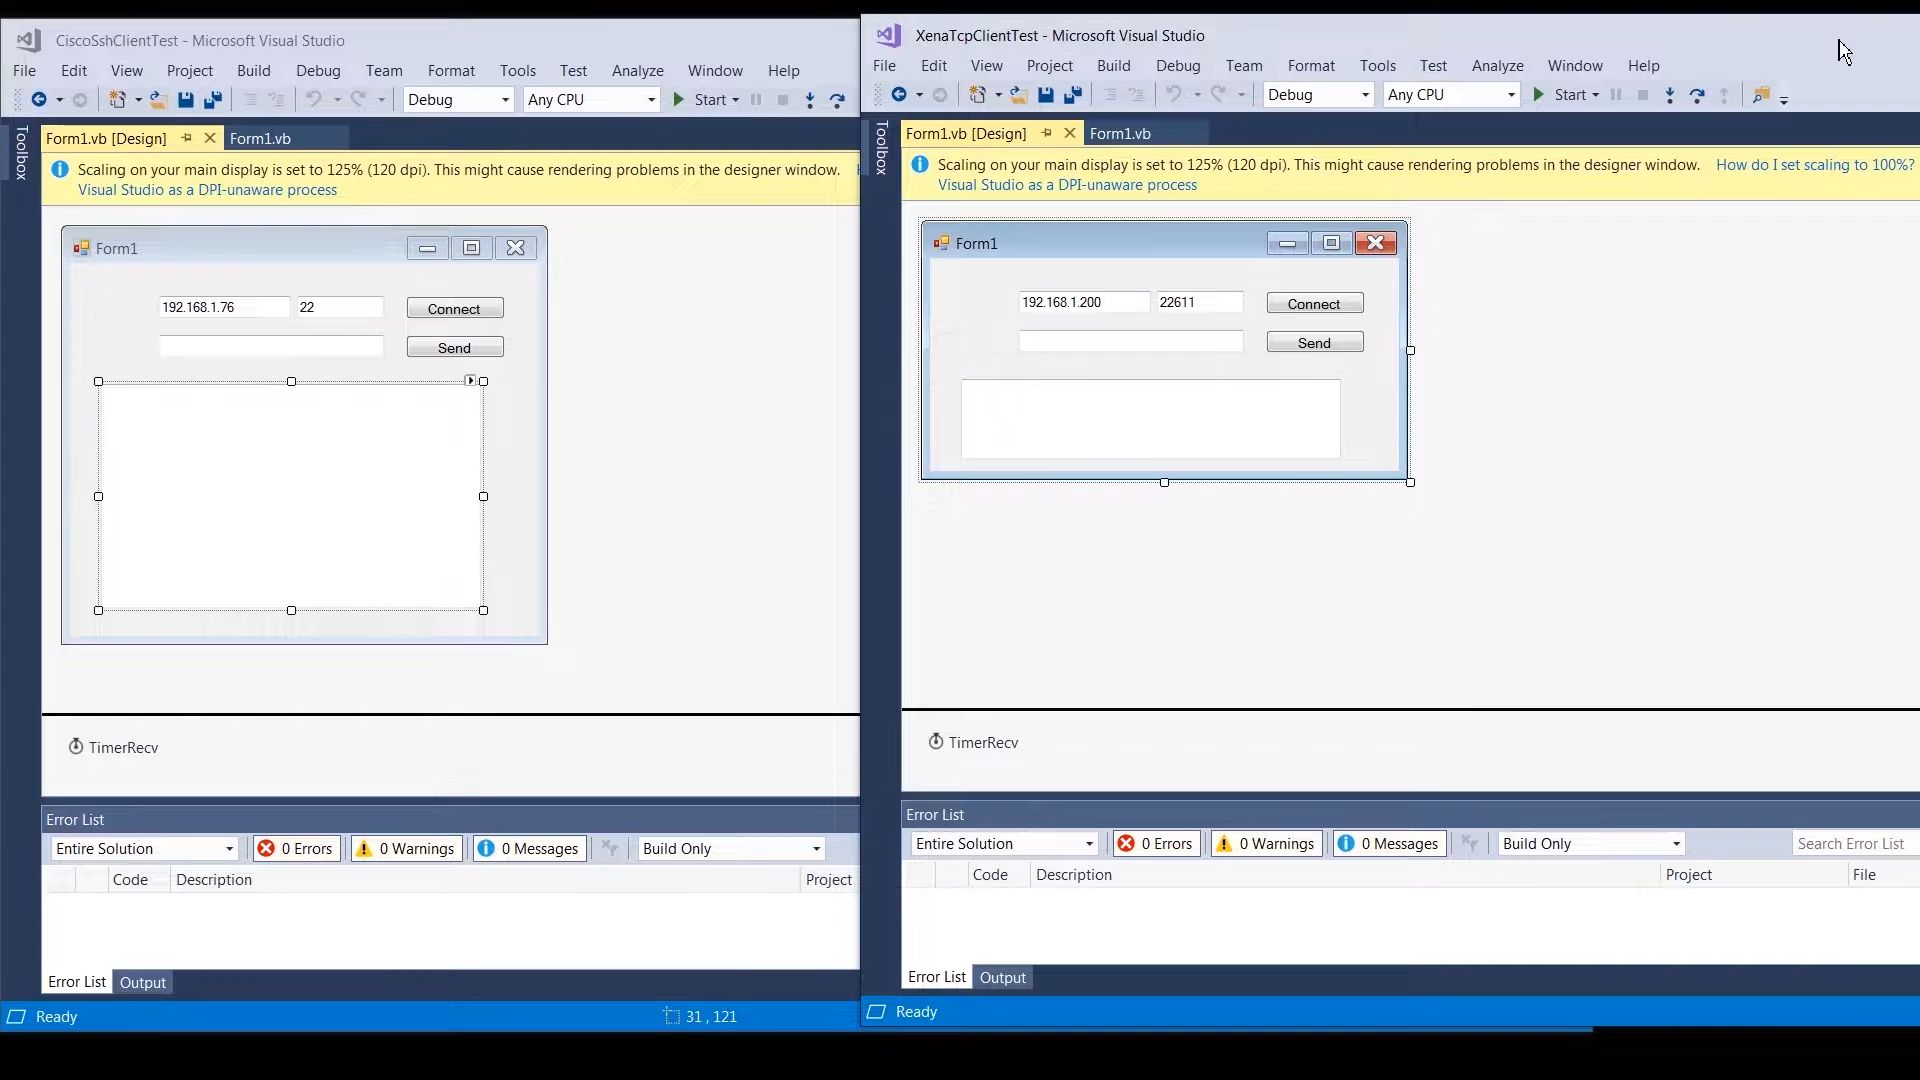 CiscoSshClientTest - Microsoft Visual Studio
File Edit View Project Build Debug Team Format Tools Test Analyze Window Help
Debug Any CPU Start
Toolbox
Form1.vb [Design] Form1.vb
Scaling on your main display is set to 125% (120 dpi). This might cause rendering problems in the designer window.
Visual Studio as a DPI-unaware process
Form1
192.168.1.76 22 Connect
Send
TimerRecv
Error List
Entire Solution 0 Errors 0 Warnings 0 Messages Build Only
Code Description Project
Error List Output
Ready 31 , 121
XenaTcpClientTest - Microsoft Visual Studio
File Edit View Project Build Debug Team Format Tools Test Analyze Window Help
Debug Any CPU Start
Toolbox
Form1.vb [Design] Form1.vb
Scaling on your main display is set to 125% (120 dpi). This might cause rendering problems in the designer window. How do I set scaling to 100%?
Visual Studio as a DPI-unaware process
Form1
192.168.1.200 22611 Connect
Send
TimerRecv
Error List
Entire Solution 0 Errors 0 Warnings 0 Messages Build Only Search Error List
Code Description Project File
Error List Output
Ready